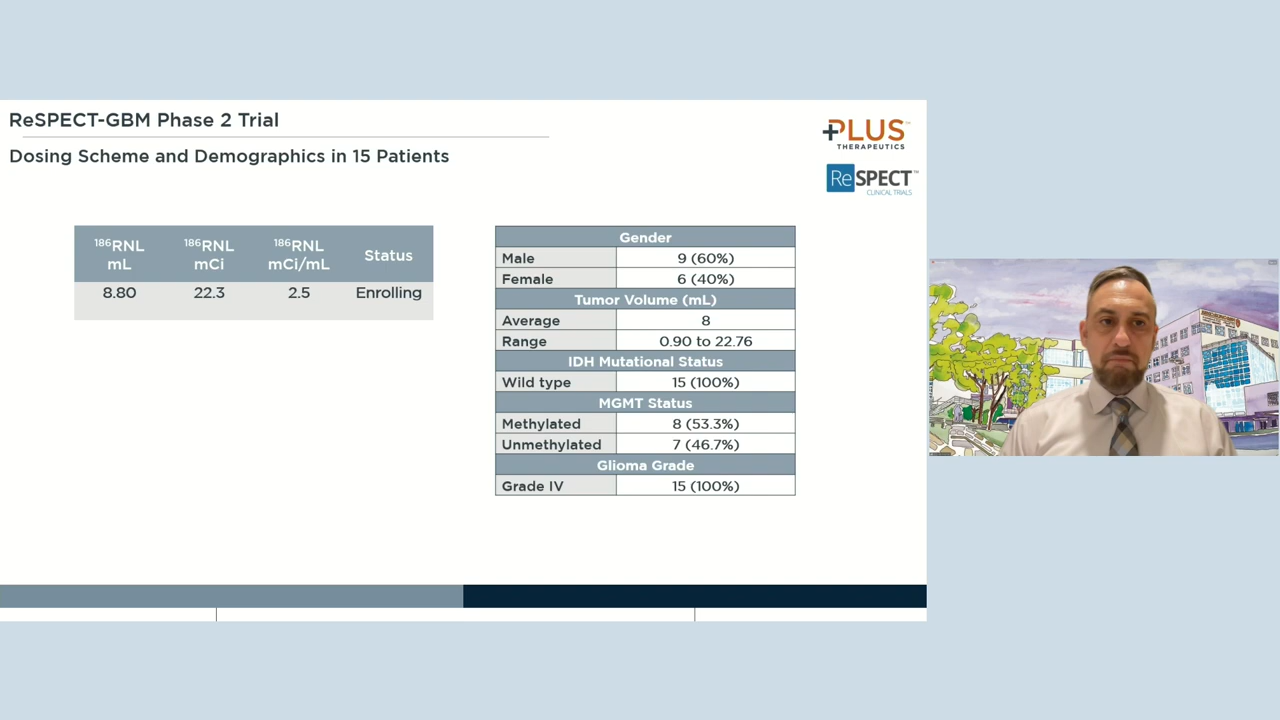 ReSPECT-GBM Phase 2 Trial
Dosing Scheme and Demographics in 15 Patients
PLUS™
THERAPEUTICS
ReSPECT™
CLINICAL TRIALS
¹⁸⁶RNL mL ¹⁸⁶RNL mCi ¹⁸⁶RNL mCi/mL Status
8.80 22.3 2.5 Enrolling
Gender
Male 9 (60%)
Female 6 (40%)
Tumor Volume (mL)
Average 8
Range 0.90 to 22.76
IDH Mutational Status
Wild type 15 (100%)
MGMT Status
Methylated 8 (53.3%)
Unmethylated 7 (46.7%)
Glioma Grade
Grade IV 15 (100%)